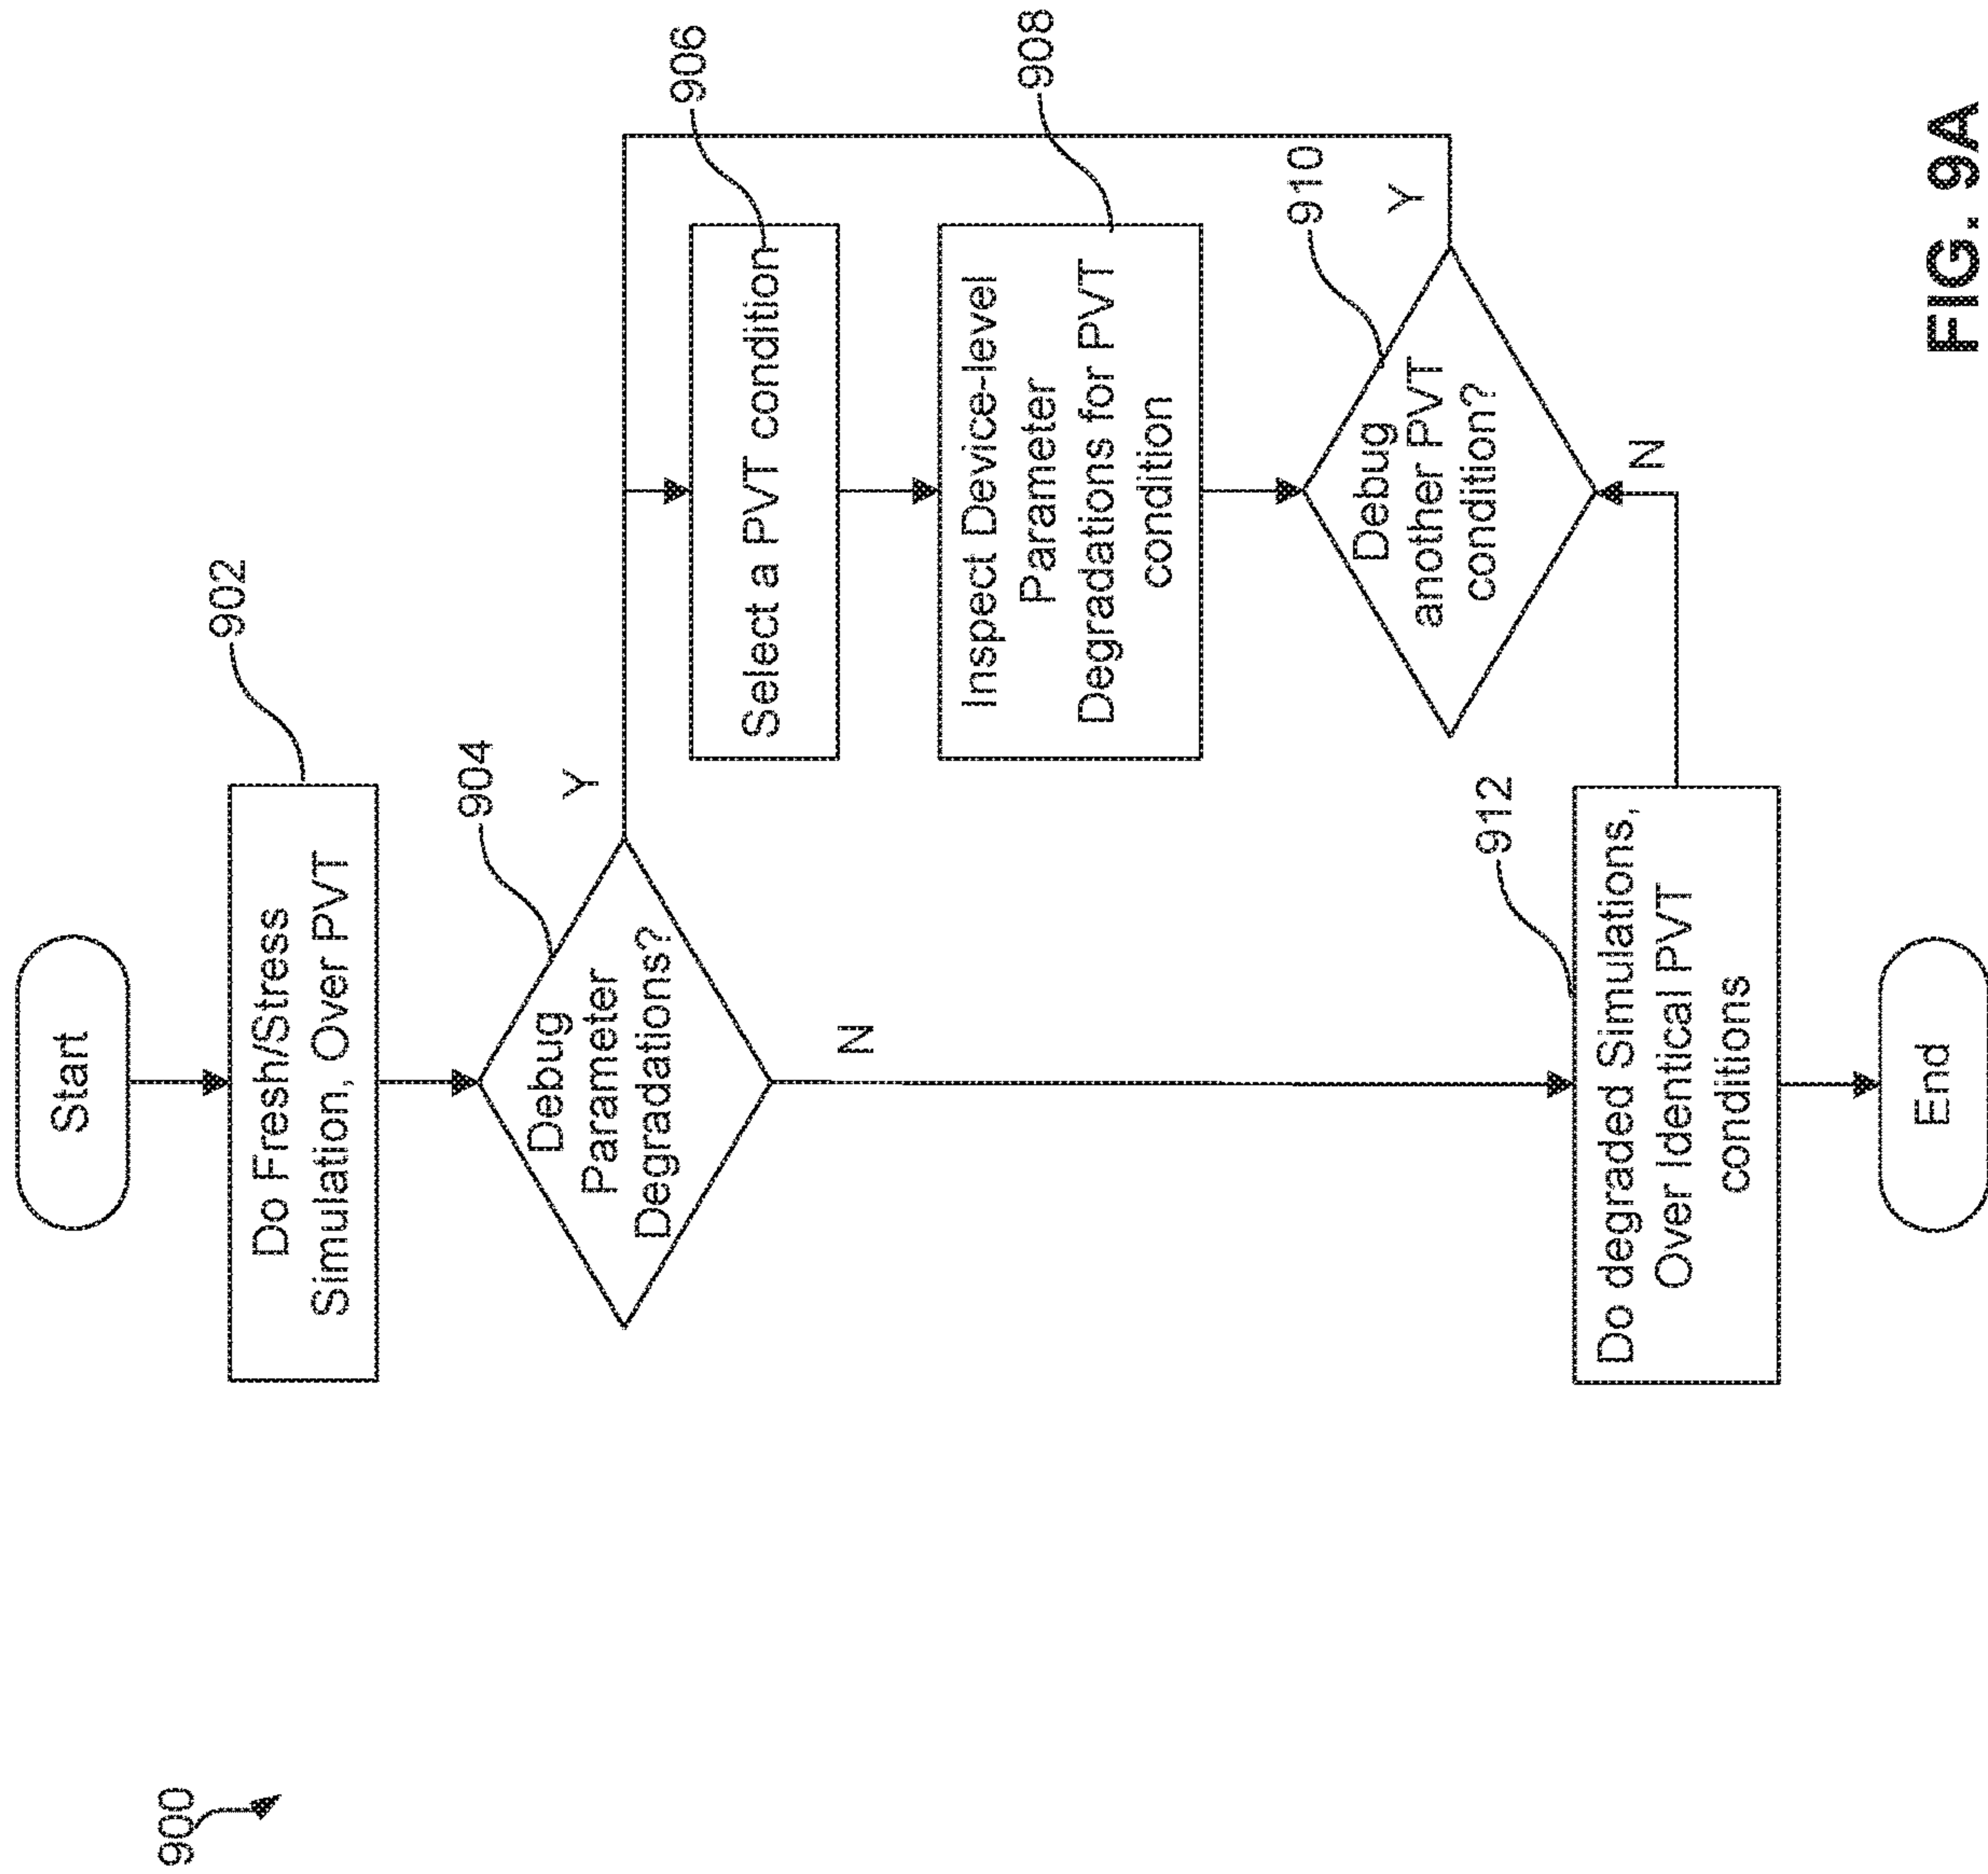 900
Start
902
Do Fresh/Stress
Simulation, Over PVT
904
Debug
Parameter
Degradations?
Y
N
906
Select a PVT condition
908
Inspect Device-level
Parameter
Degradations for PVT
condition
910
Debug
another PVT
condition?
Y
N
912
Do degraded Simulations,
Over Identical PVT
conditions
End
FIG. 9A